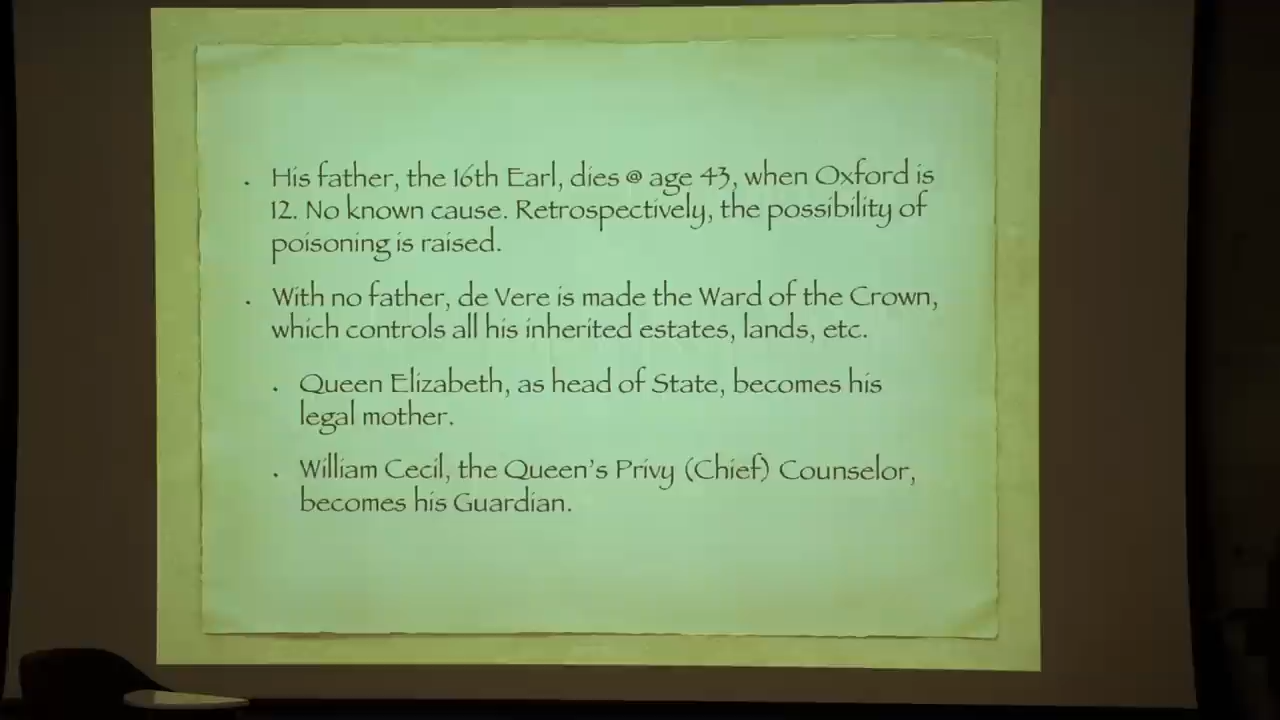 • His father, the 16th Earl, dies @ age 43, when Oxford is
12. No known cause. Retrospectively, the possibility of
poisoning is raised.
• With no father, de Vere is made the Ward of the Crown,
which controls all his inherited estates, lands, etc.
• Queen Elizabeth, as head of State, becomes his
legal mother.
• William Cecil, the Queen's Privy (Chief) Counselor,
becomes his Guardian.